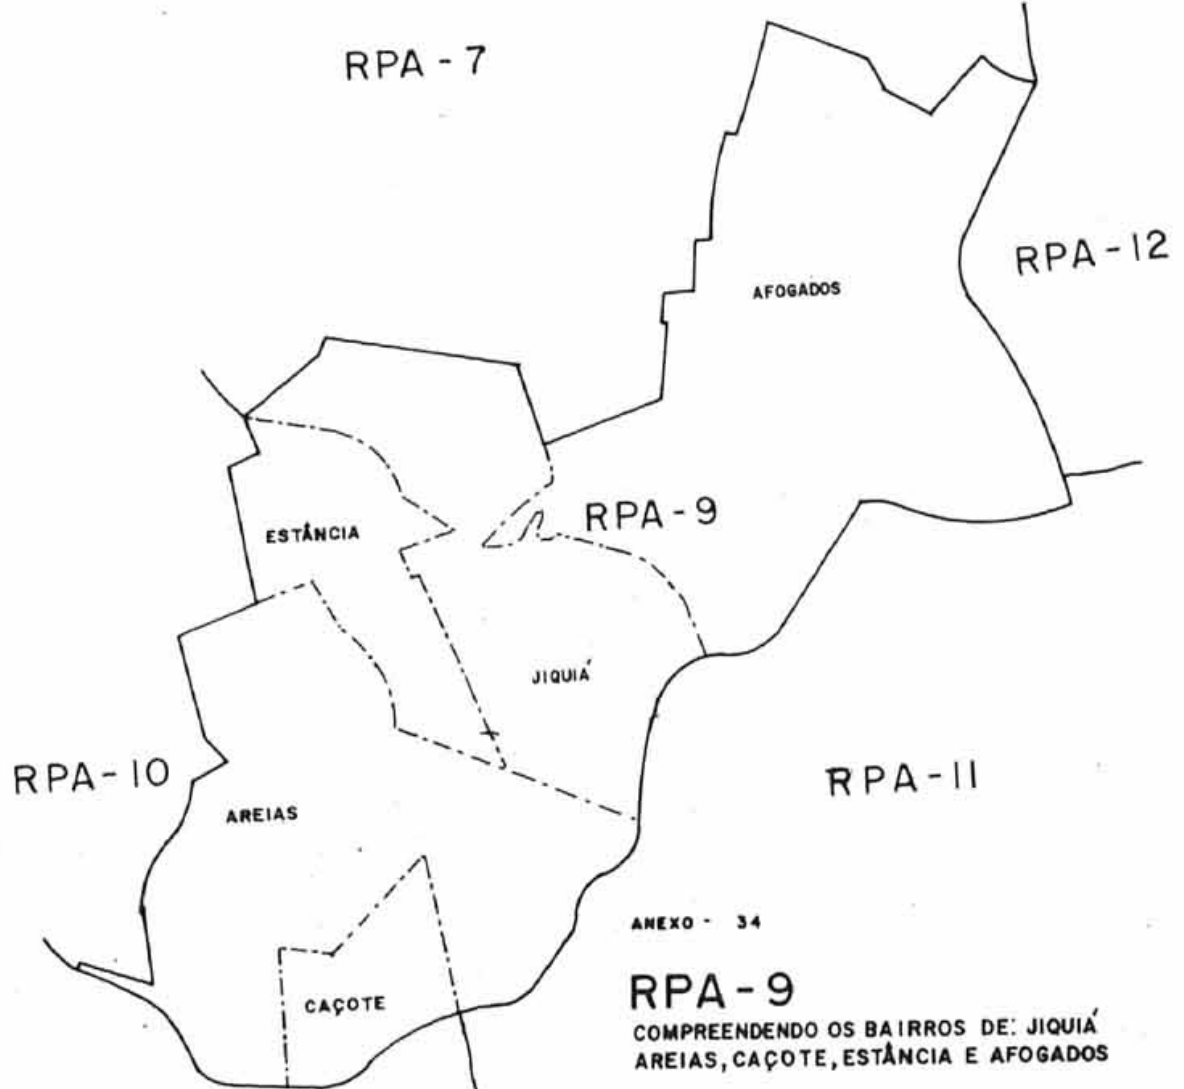 RPA - 7
RPA - 12
AFOGADOS
RPA - 9
ESTÂNCIA
JIQUIÁ
RPA - 10
RPA - 11
AREIAS
CAÇOTE
ANEXO - 34
RPA - 9
COMPREENDENDO OS BAIRROS DE: JIQUIÁ
AREIAS, CAÇOTE, ESTÂNCIA E AFOGADOS